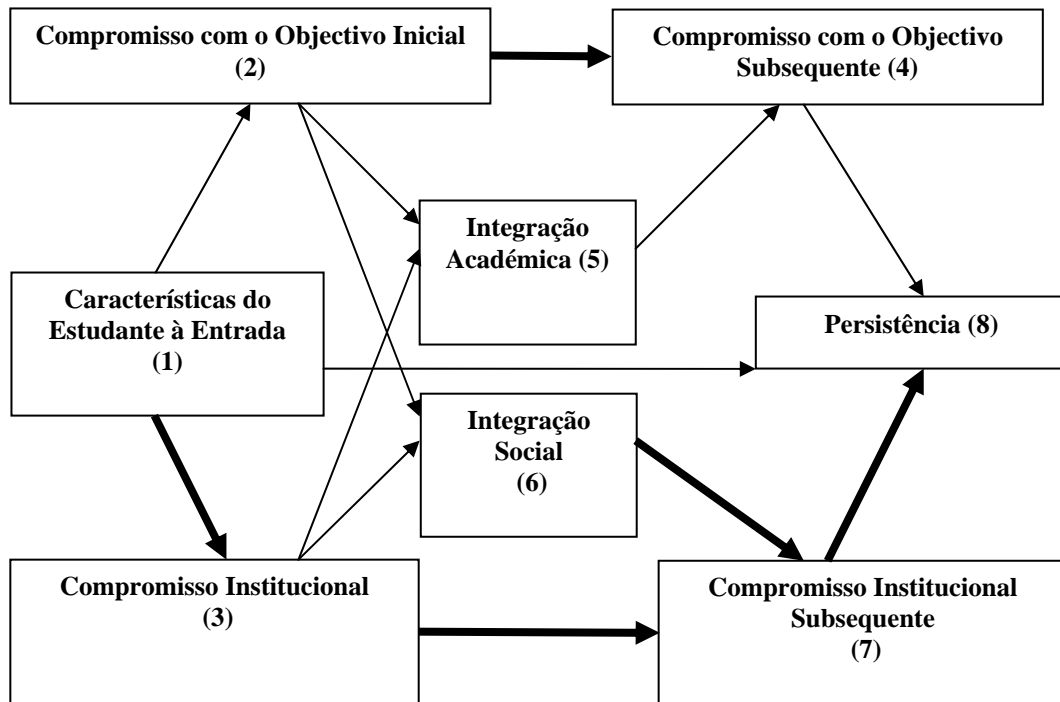 Compromisso com o Objectivo Inicial
(2)
Compromisso com o Objectivo
Subsequente (4)
Integração
Académica (5)
Características do
Estudante à Entrada
(1)
Persistência (8)
Integração
Social
(6)
Compromisso Institucional
(3)
Compromisso Institucional
Subsequente
(7)